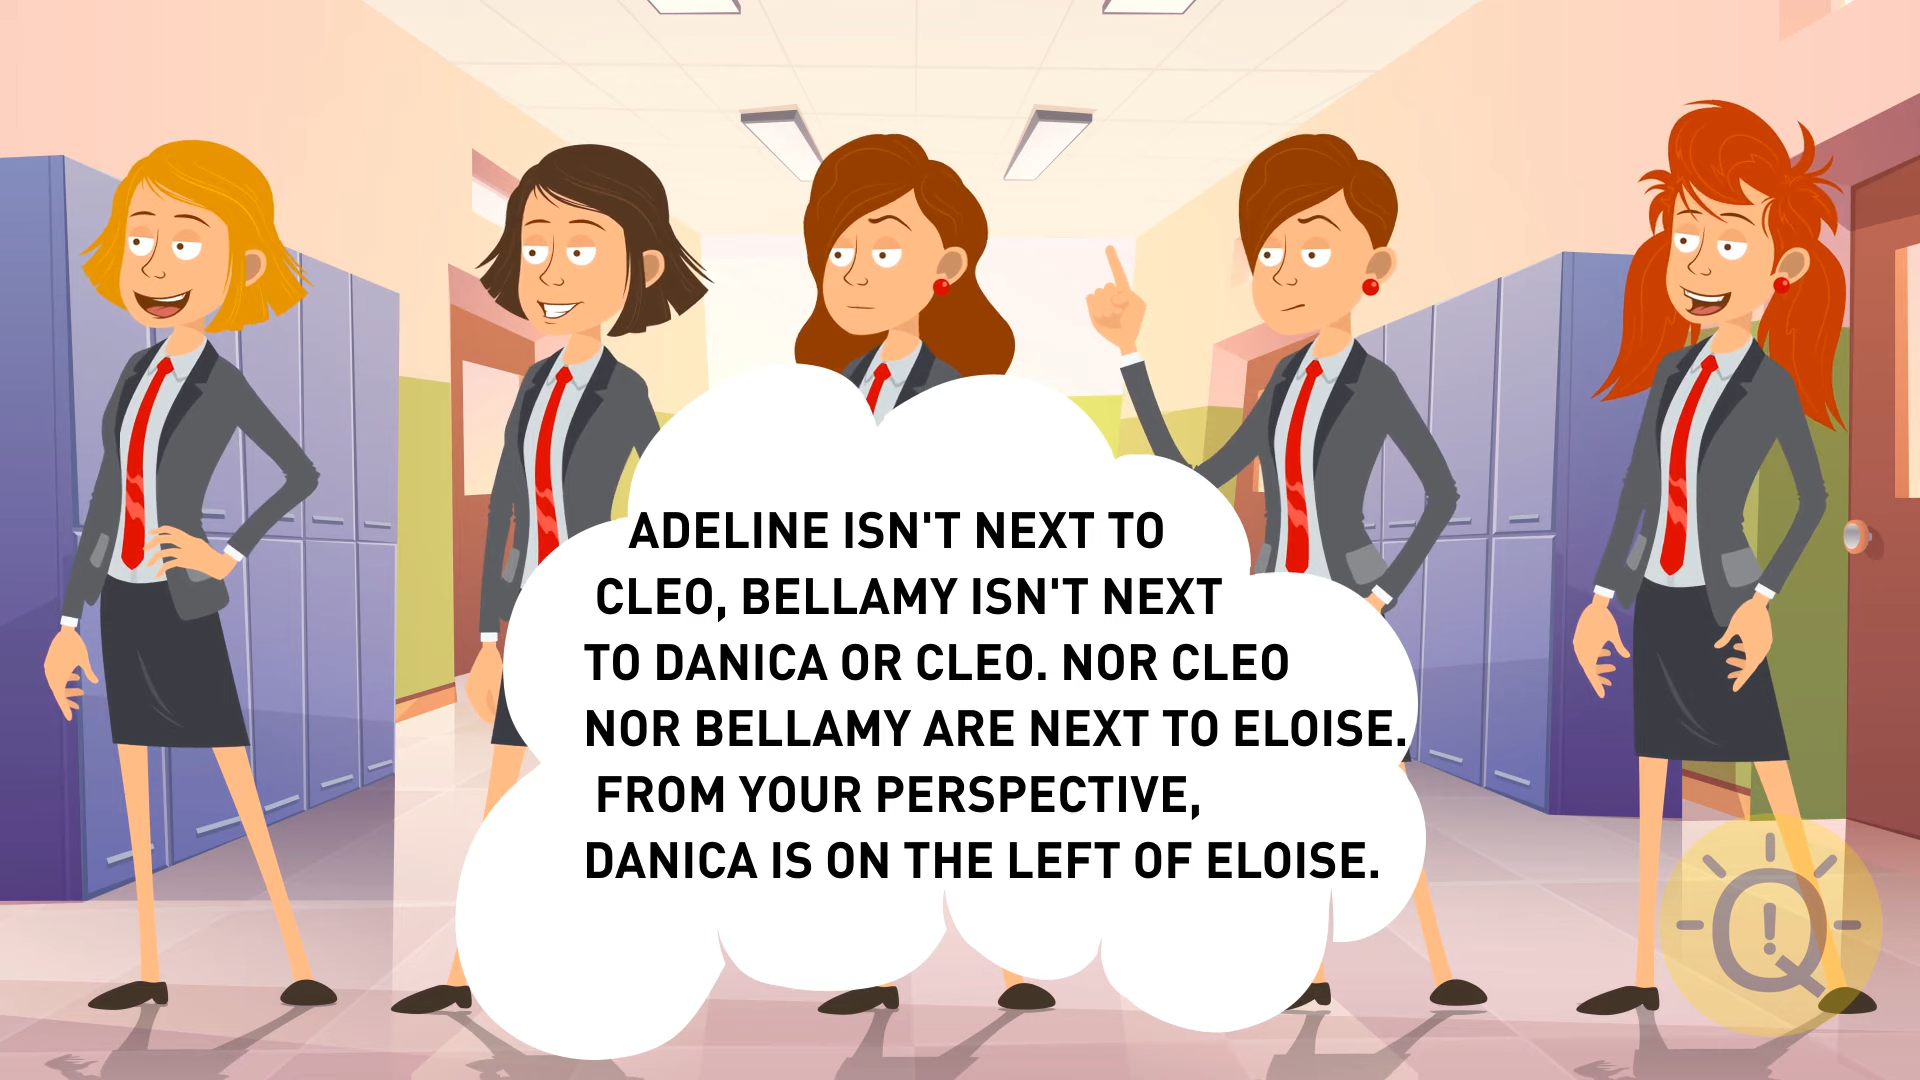 ADELINE ISN'T NEXT TO
CLEO, BELLAMY ISN'T NEXT
TO DANICA OR CLEO. NOR CLEO
NOR BELLAMY ARE NEXT TO ELOISE.
FROM YOUR PERSPECTIVE,
DANICA IS ON THE LEFT OF ELOISE.
Q!